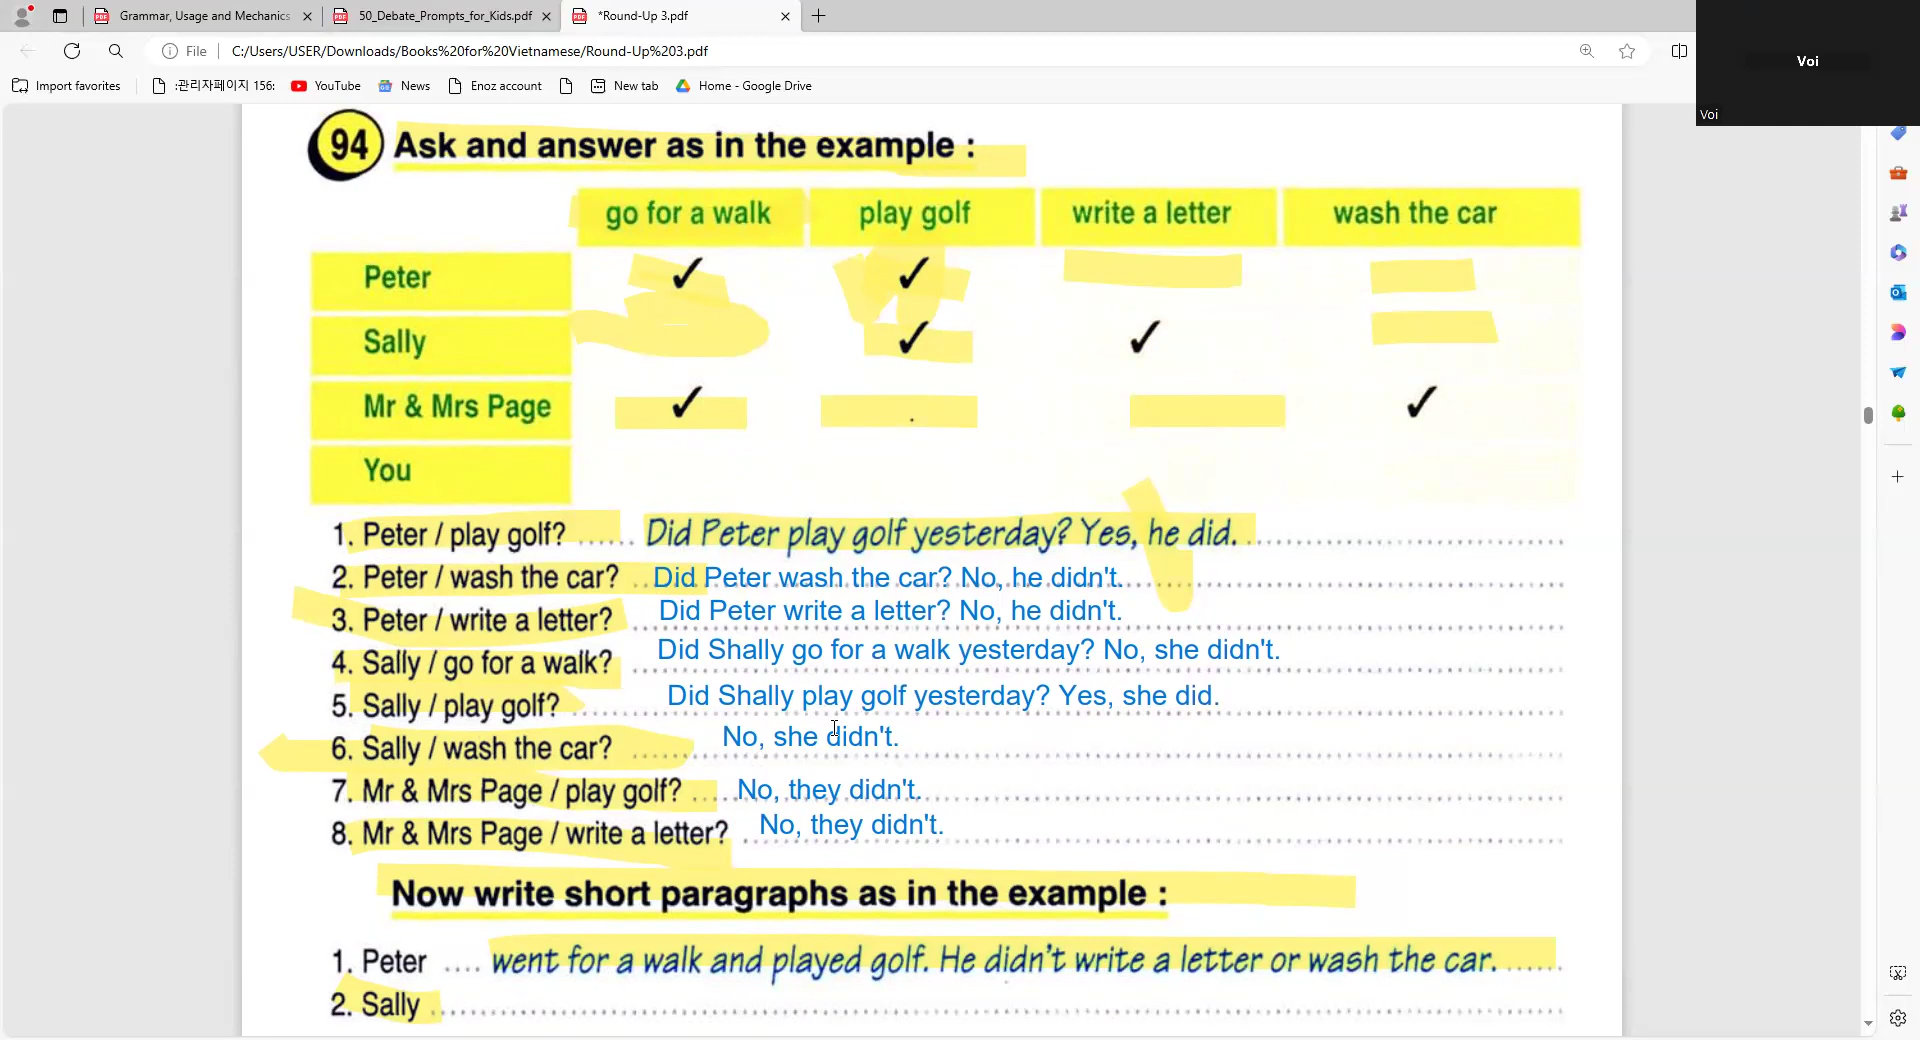 Grammar, Usage and Mechanics
50_Debate_Prompts_for_Kids.pdf
*Round-Up 3.pdf
File
C:/Users/USER/Downloads/Books%20for%20Vietnamese/Round-Up%203.pdf
Import favorites
:관리자페이지 156:
YouTube
News
Enoz account
New tab
Home - Google Drive
Voi
Voi
94 Ask and answer as in the example :
go for a walk play golf write a letter wash the car
Peter ✓ ✓
Sally ✓ ✓
Mr & Mrs Page ✓ ✓
You
1. Peter / play golf? ...... Did Peter play golf yesterday? Yes, he did.
2. Peter / wash the car? Did Peter wash the car? No, he didn't.
3. Peter / write a letter? Did Peter write a letter? No, he didn't.
4. Sally / go for a walk? Did Shally go for a walk yesterday? No, she didn't.
5. Sally / play golf? Did Shally play golf yesterday? Yes, she did.
6. Sally / wash the car? No, she didn't.
7. Mr & Mrs Page / play golf? No, they didn't.
8. Mr & Mrs Page / write a letter? No, they didn't.
Now write short paragraphs as in the example :
1. Peter .... went for a walk and played golf. He didn't write a letter or wash the car.
2. Sally